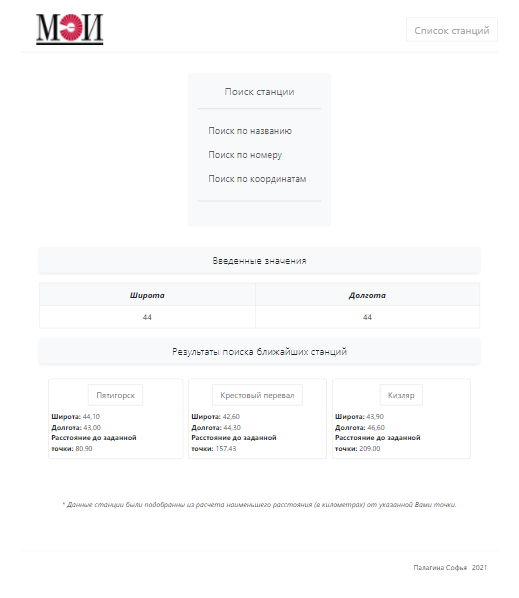 МЭИ
Список станций
Поиск станции
Поиск по названию
Поиск по номеру
Поиск по координатам
Введенные значения
Широта Долгота
44 44
Результаты поиска ближайших станций
Пятигорск Крестовый перевал Кизляр
Широта: 44,10 Широта: 42,60 Широта: 43,90
Долгота: 43,00 Долгота: 44,30 Долгота: 46,60
Расстояние до заданной Расстояние до заданной Расстояние до заданной
точки: 80.90 точки: 157.43 точки: 209.00
* Данные станции были подобранны из расчета наименьшего расстояния (в километрах) от указанной Вами точки.
Палагина Софья 2021